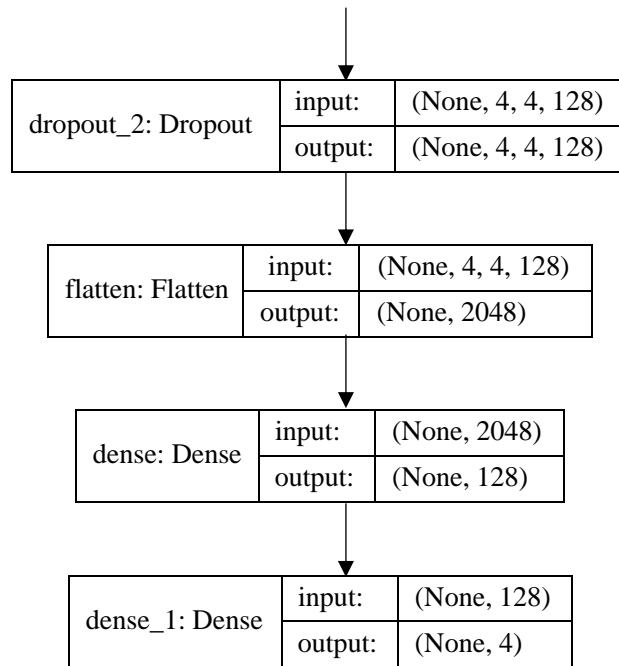 dropout_2: Dropout
input: (None, 4, 4, 128)
output: (None, 4, 4, 128)
flatten: Flatten
input: (None, 4, 4, 128)
output: (None, 2048)
dense: Dense
input: (None, 2048)
output: (None, 128)
dense_1: Dense
input: (None, 128)
output: (None, 4)